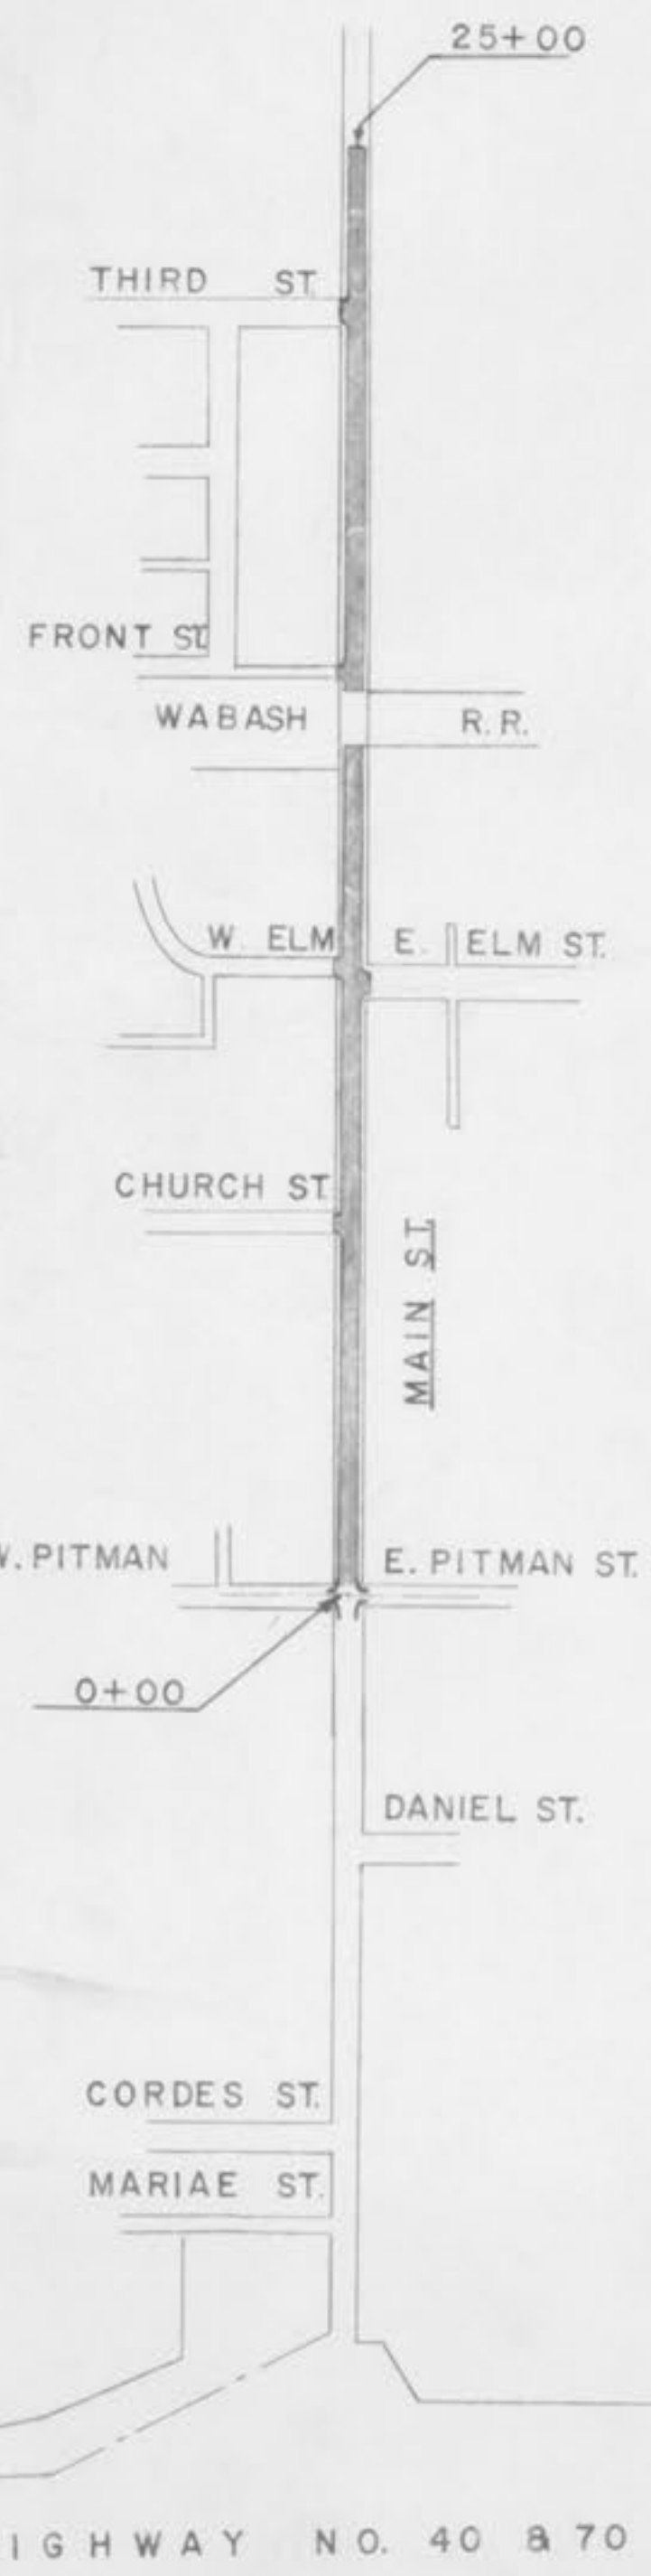 25+00
THIRD ST.
FRONT ST.
WABASH R.R.
W. ELM E. ELM ST.
CHURCH ST.
MAIN ST.
W. PITMAN E. PITMAN ST.
0+00
DANIEL ST.
CORDES ST.
MARIAE ST.
IGHWAY NO. 40 & 70